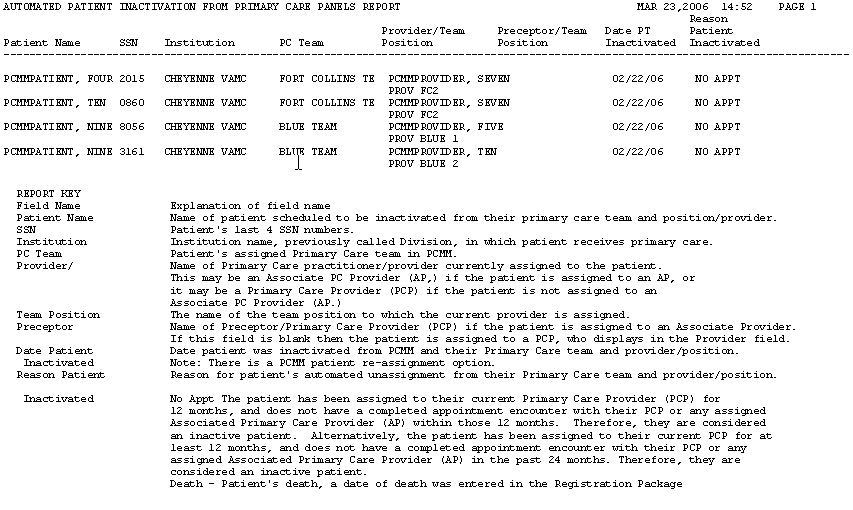 AUTOMATED PATIENT INACTIVATION FROM PRIMARY CARE PANELS REPORT MAR 23,2006 14:52 PAGE 1
Reason
Provider/Team Preceptor/Team Date PT Patient
Patient Name SSN Institution PC Team Position Position Inactivated Inactivated
PCMMPATIENT, FOUR 2015 CHEYENNE VAMC FORT COLLINS TE PCMMPROVIDER, SEVEN 02/22/06 NO APPT
PROV FC2
PCMMPATIENT, TEN 0860 CHEYENNE VAMC FORT COLLINS TE PCMMPROVIDER, SEVEN 02/22/06 NO APPT
PROV FC2
PCMMPATIENT, NINE 8056 CHEYENNE VAMC BLUE TEAM PCMMPROVIDER, FIVE 02/22/06 NO APPT
PROV BLUE 1
PCMMPATIENT, NINE 3161 CHEYENNE VAMC BLUE TEAM PCMMPROVIDER, TEN 02/22/06 NO APPT
PROV BLUE 2
REPORT KEY
Field Name Explanation of field name
Patient Name Name of patient scheduled to be inactivated from their primary care team and position/provider.
SSN Patient's last 4 SSN numbers.
Institution Institution name, previously called Division, in which patient receives primary care.
PC Team Patient's assigned Primary Care team in PCMM.
Provider/ Name of Primary Care practitioner/provider currently assigned to the patient.
This may be an Associate PC Provider (AP,) if the patient is assigned to an AP, or
it may be a Primary Care Provider (PCP) if the patient is not assigned to an
Associate PC Provider (AP.)
Team Position The name of the team position to which the current provider is assigned.
Preceptor Name of Preceptor/Primary Care Provider (PCP) if the patient is assigned to an Associate Provider.
If this field is blank then the patient is assigned to a PCP, who displays in the Provider field.
Date Patient Date patient was inactivated from PCMM and their Primary Care team and provider/position.
Inactivated Note: There is a PCMM patient re-assignment option.
Reason Patient Reason for patient's automated unassignment from their Primary Care team and provider/position.
Inactivated No Appt The patient has been assigned to their current Primary Care Provider (PCP) for
12 months, and does not have a completed appointment encounter with their PCP or any assigned
Associated Primary Care Provider (AP) within those 12 months. Therefore, they are considered
an inactive patient. Alternatively, the patient has been assigned to their current PCP for at
least 12 months, and does not have a completed appointment encounter with their PCP or any
assigned Associated Primary Care Provider (AP) in the past 24 months. Therefore, they are
considered an inactive patient.
Death - Patient's death, a date of death was entered in the Registration Package